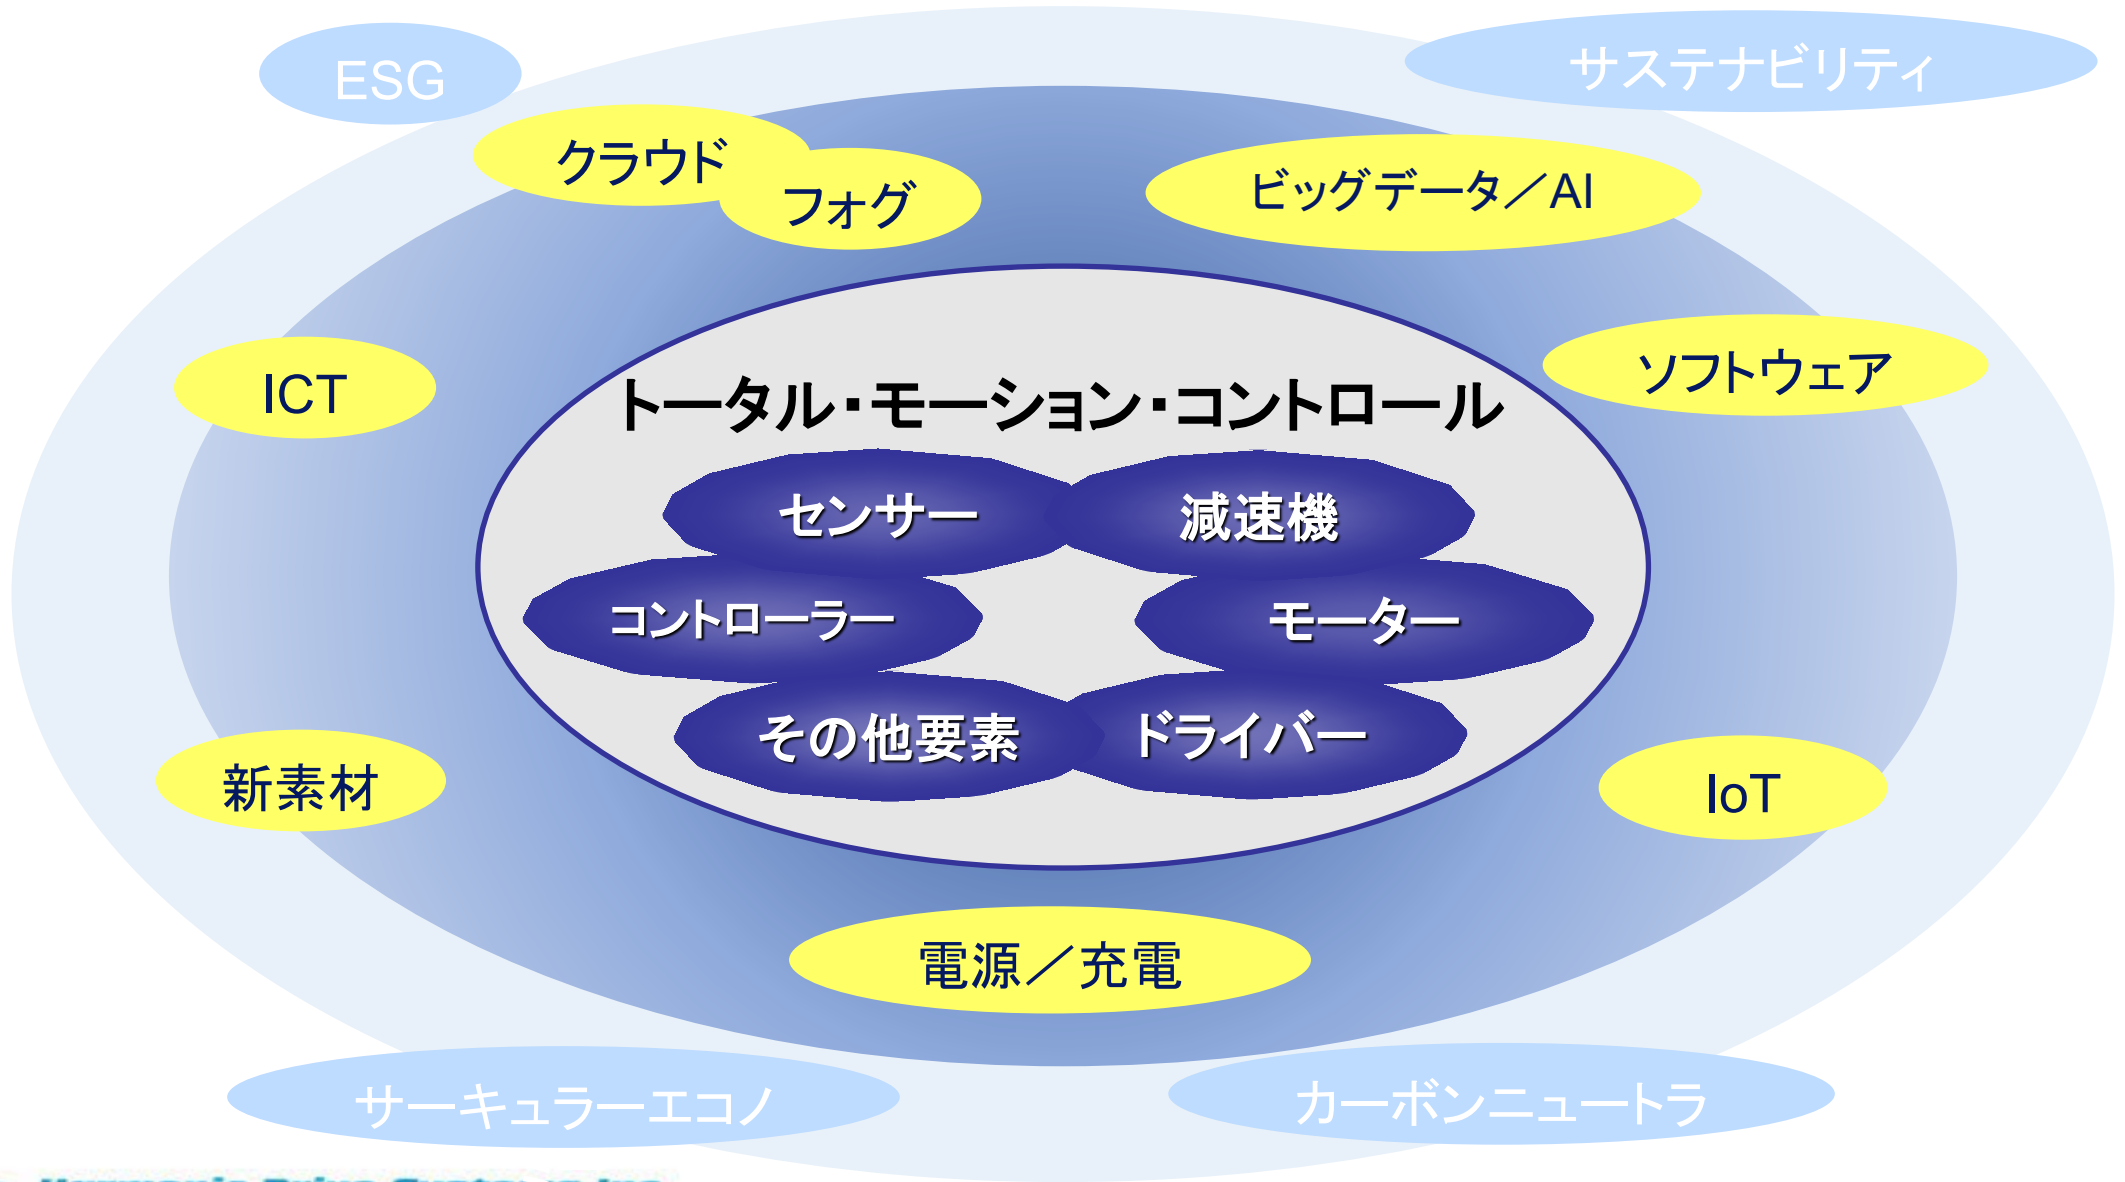 ESG
サステナビリティ
クラウド
フォグ
ビッグデータ／AI
ICT
ソフトウェア
トータル・モーション・コントロール
センサー
減速機
コントローラー
モーター
その他要素
ドライバー
新素材
IoT
電源／充電
サーキュラーエコノ
カーボンニュートラ